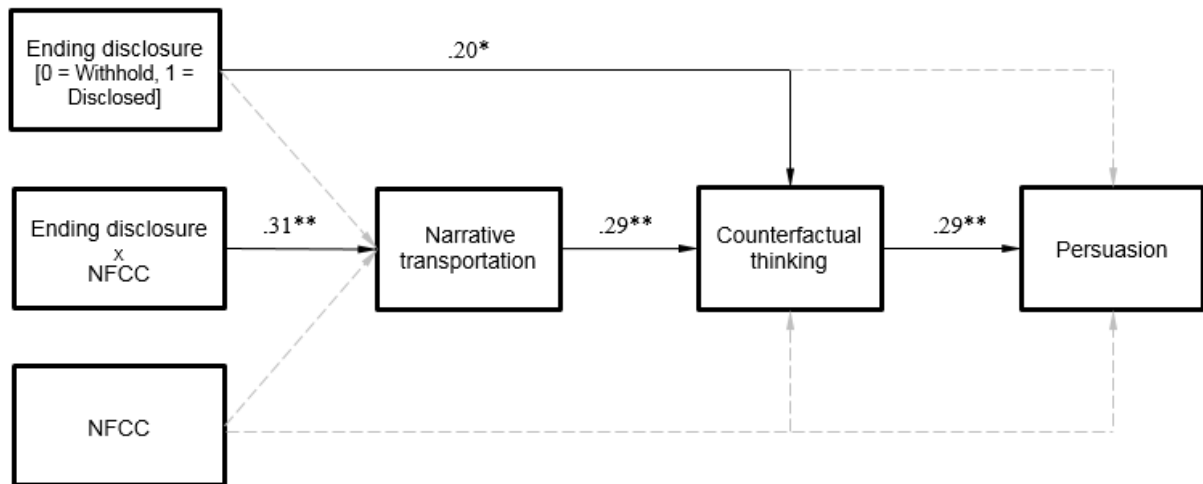 Ending disclosure
[0 = Withhold, 1 =
Disclosed]
.20*
Ending disclosure
x
NFCC
.31**
Narrative
transportation
.29**
Counterfactual
thinking
.29**
Persuasion
NFCC